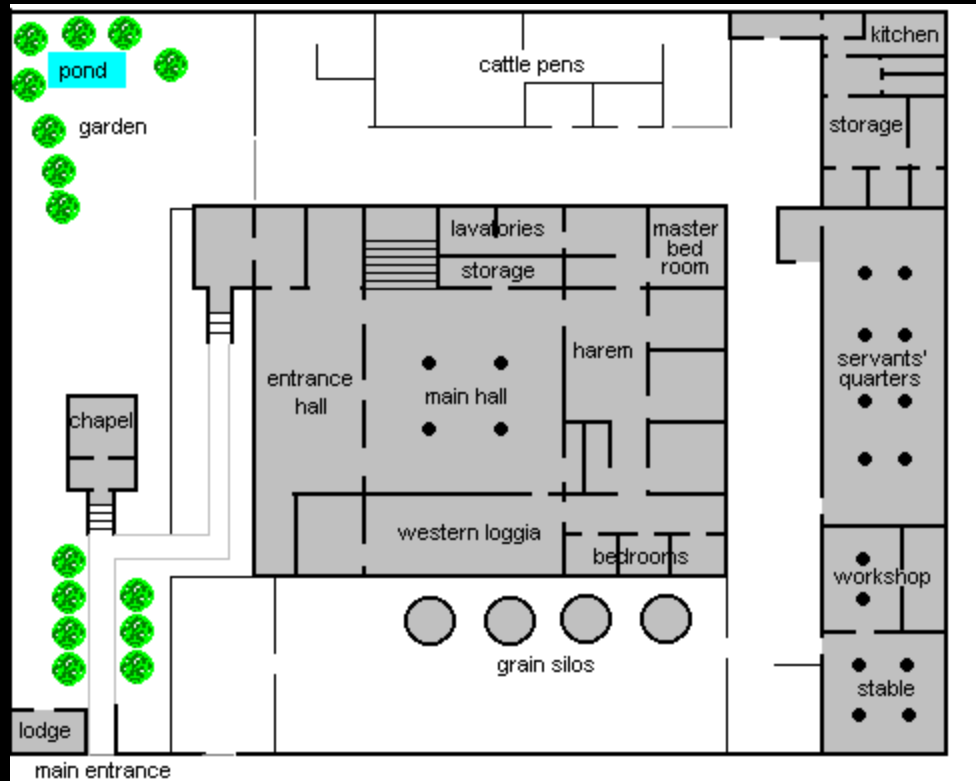 kitchen
pond
cattle pens
garden
storage
lavatories
master
bed
room
storage
harem
servants'
quarters
entrance
hall
main hall
chapel
western loggia
bedrooms
workshop
grain silos
stable
lodge
main entrance